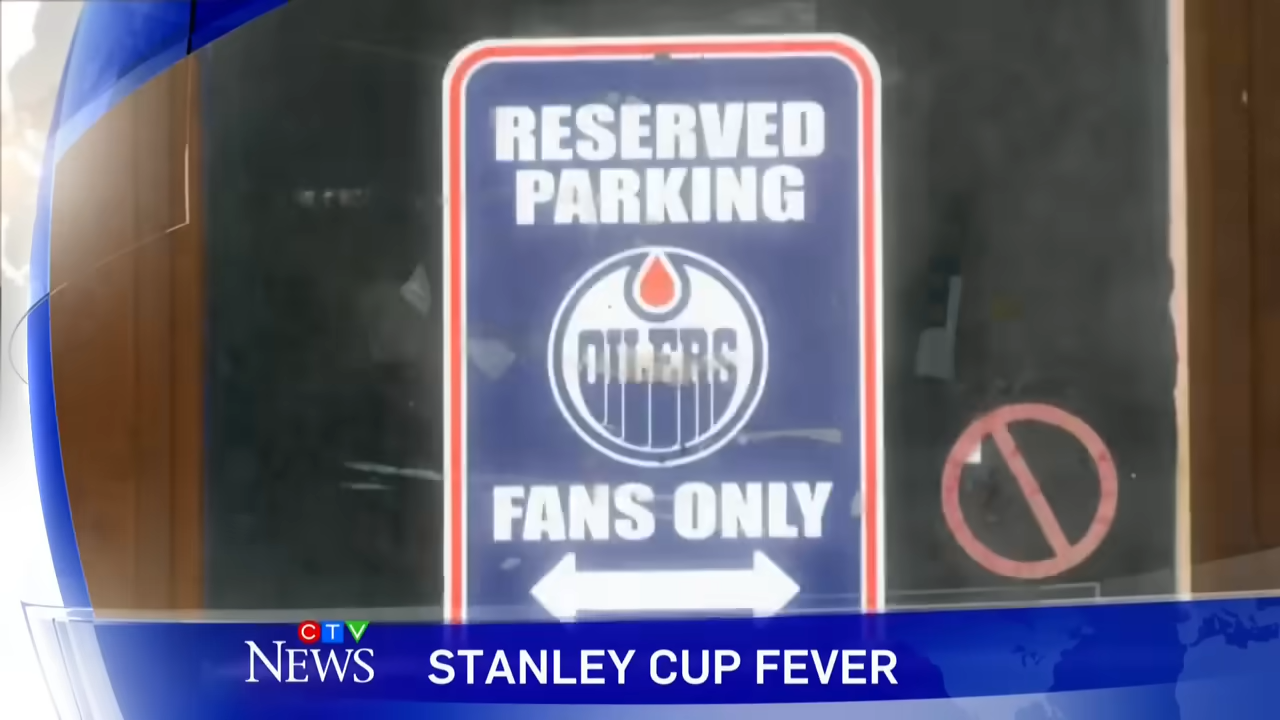 RESERVED
PARKING
OILERS
FANS ONLY
CTV
NEWS
STANLEY CUP FEVER